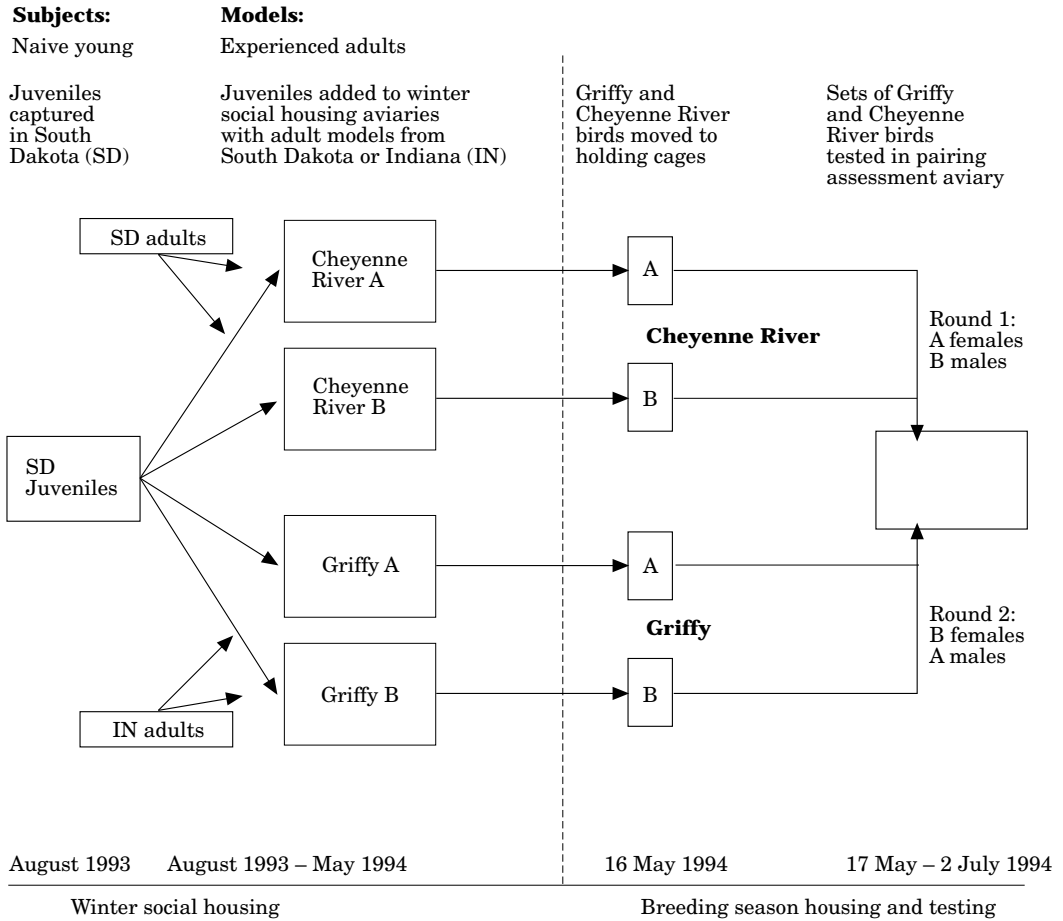 Subjects:
Naive young
Juveniles
captured
in South
Dakota (SD)
Models:
Experienced adults
Juveniles added to winter
social housing aviaries
with adult models from
South Dakota or Indiana (IN)
Griffy and
Cheyenne River
birds moved to
holding cages
Sets of Griffy
and Cheyenne
River birds
tested in pairing
assessment aviary
SD adults
Cheyenne
River A
A
Cheyenne River
Round 1:
A females
B males
Cheyenne
River B
B
SD
Juveniles
Griffy A
A
Griffy
Round 2:
B females
A males
Griffy B
B
IN adults
August 1993
August 1993 – May 1994
16 May 1994
17 May – 2 July 1994
Winter social housing
Breeding season housing and testing